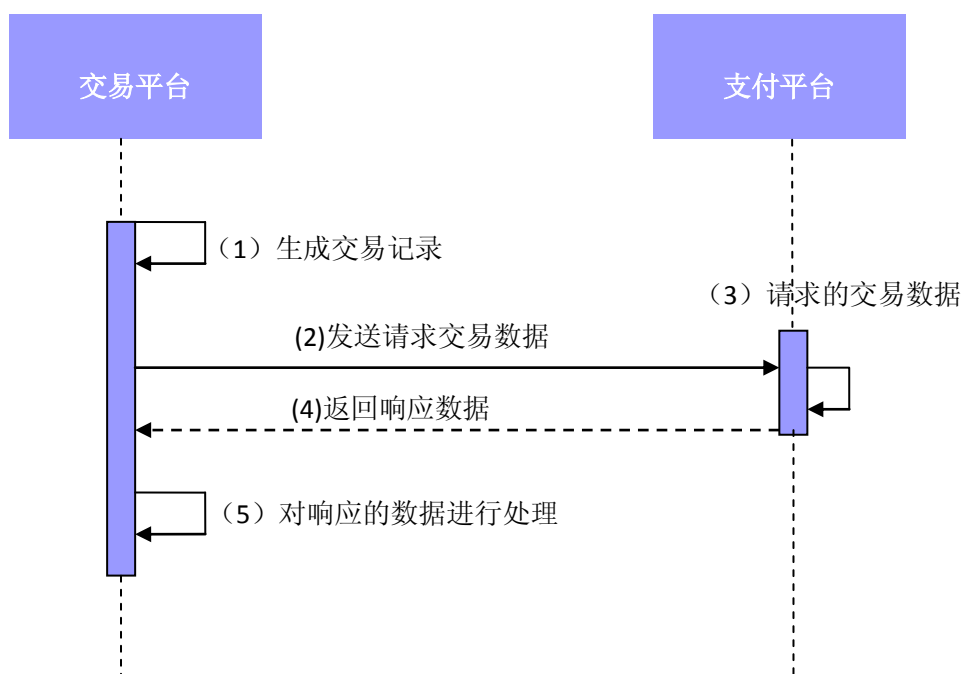 交易平台
支付平台
（1）生成交易记录
（3）请求的交易数据
(2)发送请求交易数据
(4)返回响应数据
（5）对响应的数据进行处理